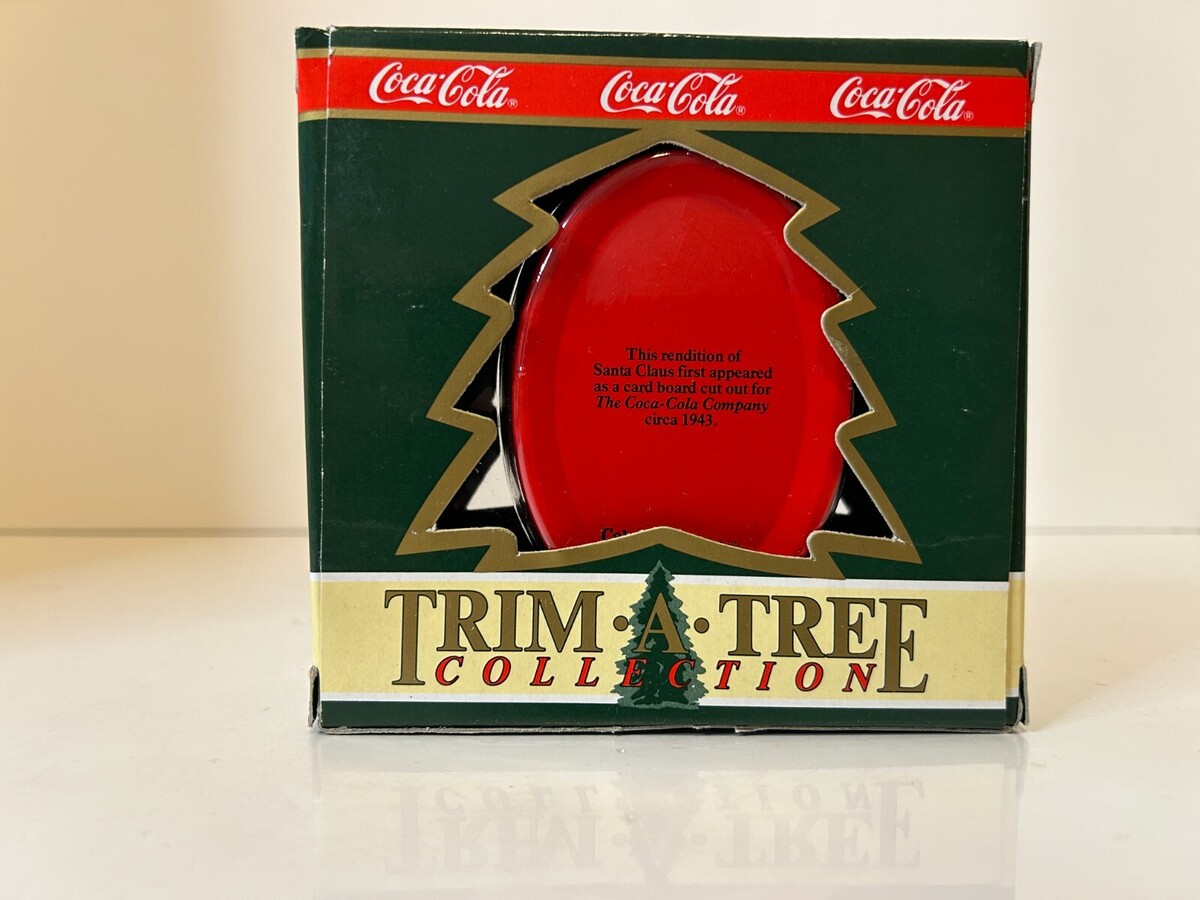 Coca-Cola® Coca-Cola® Coca-Cola®
This rendition of
Santa Claus first appeared
as a card board cut out for
The Coca-Cola Company
circa 1943.
TRIM·A·TREE
COLLECTION